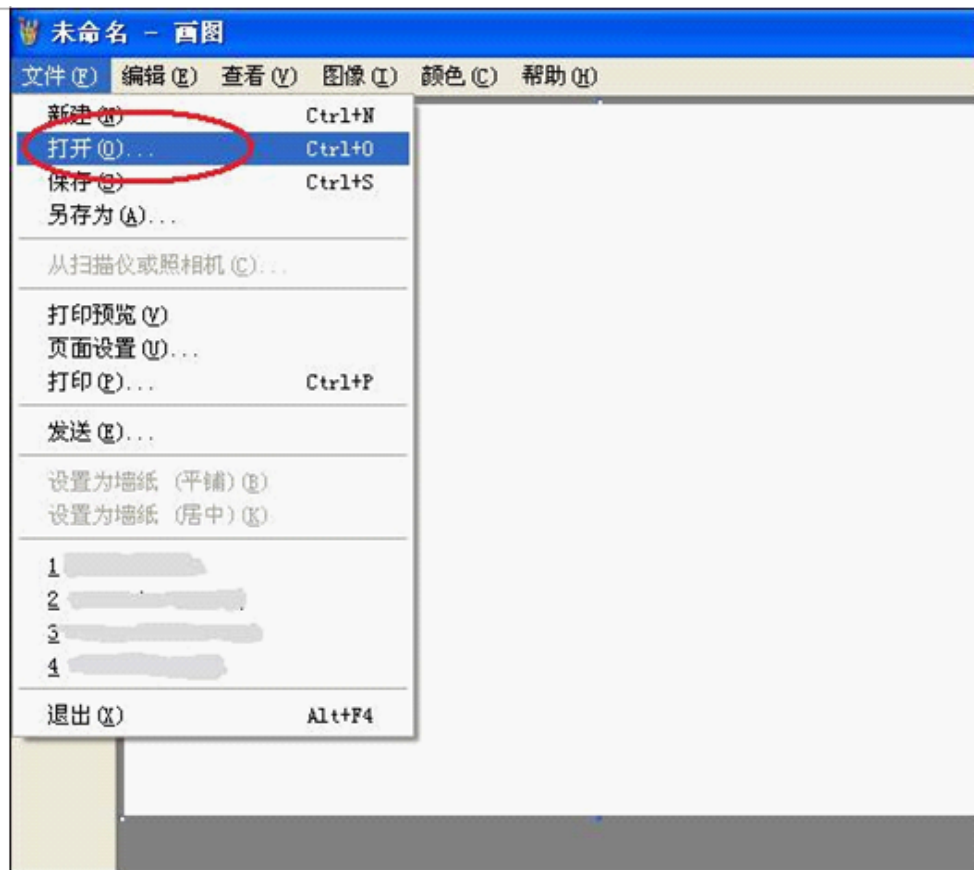 未命名 - 画图
文件(F) 编辑(E) 查看(V) 图像(I) 颜色(C) 帮助(H)
新建(N) Ctrl+N
打开(O)... Ctrl+O
保存(S) Ctrl+S
另存为(A)...
从扫描仪或照相机(C)...
打印预览(V)
页面设置(U)...
打印(P)... Ctrl+P
发送(E)...
设置为墙纸 (平铺)(B)
设置为墙纸 (居中)(K)
1
2
3
4
退出(X) Alt+F4